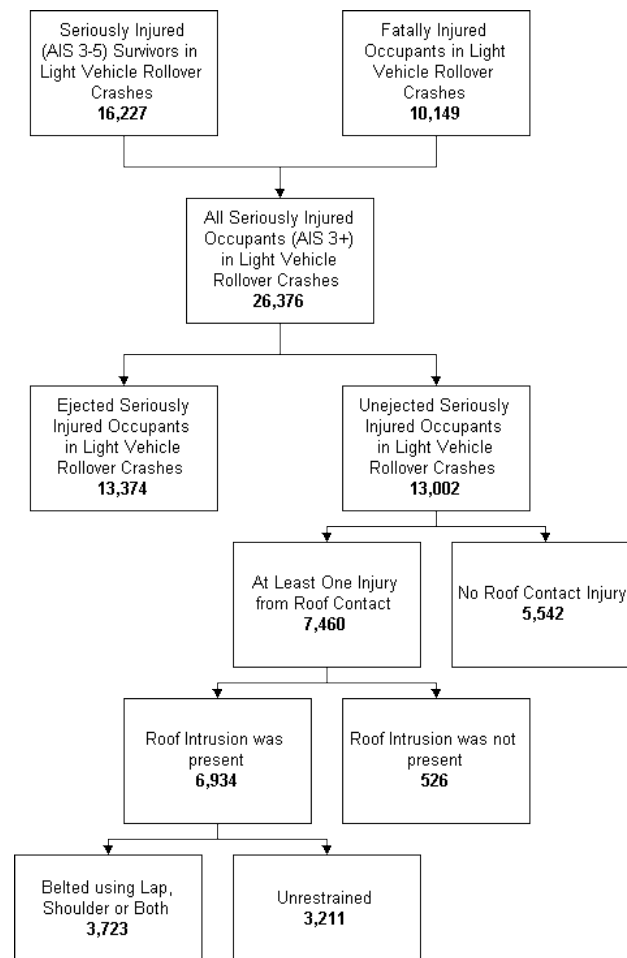 Seriously Injured
(AIS 3-5) Survivors in
Light Vehicle Rollover
Crashes
16,227
Fatally Injured
Occupants in Light
Vehicle Rollover
Crashes
10,149
All Seriously Injured
Occupants (AIS 3+)
in Light Vehicle
Rollover Crashes
26,376
Ejected Seriously
Injured Occupants
in Light Vehicle
Rollover Crashes
13,374
Unejected Seriously
Injured Occupants
in Light Vehicle
Rollover Crashes
13,002
At Least One Injury
from Roof Contact
7,460
No Roof Contact Injury
5,542
Roof Intrusion was
present
6,934
Roof Intrusion was not
present
526
Belted using Lap,
Shoulder or Both
3,723
Unrestrained
3,211